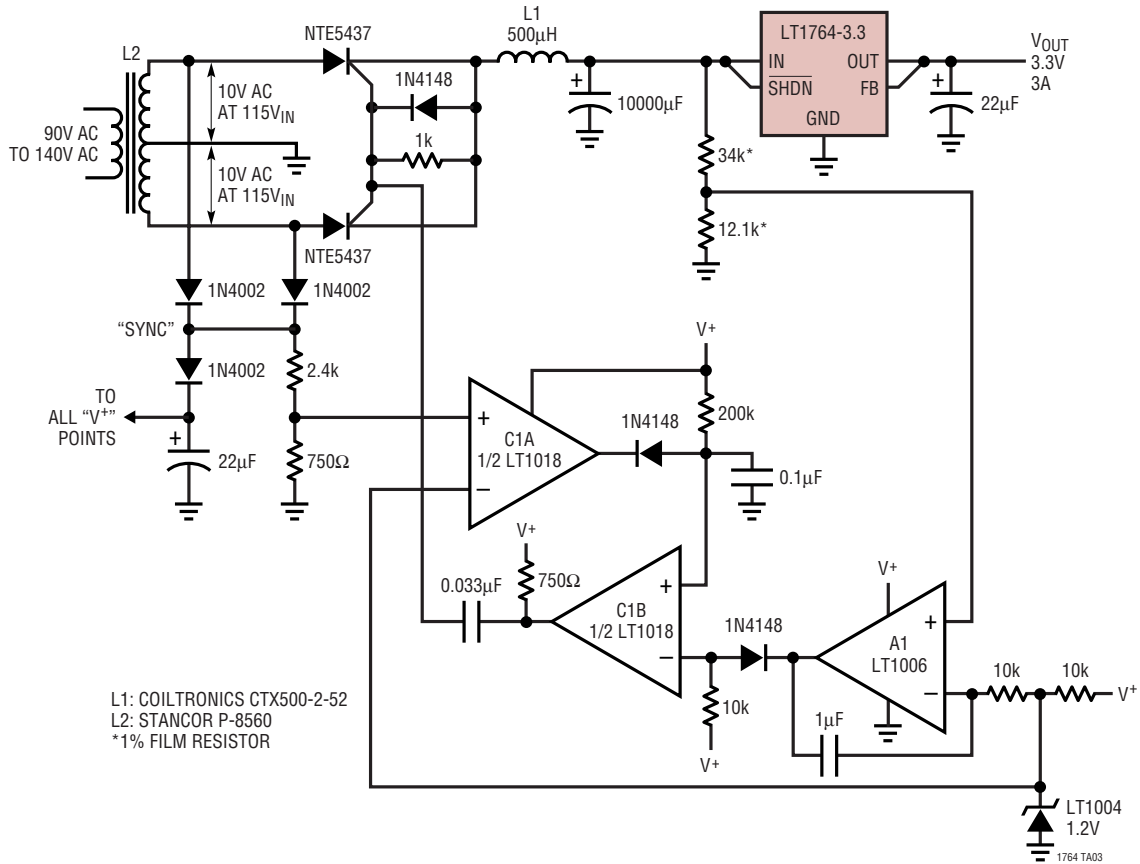 L1
500µH
LT1764-3.3
IN
SHDN
OUT
FB
GND
VOUT
3.3V
3A
L2
NTE5437
1N4148
1k
10V AC
AT 115VIN
10V AC
AT 115VIN
90V AC
TO 140V AC
+
10000µF
+
22µF
34k*
12.1k*
NTE5437
1N4002
1N4002
“SYNC”
1N4002
2.4k
TO
ALL “V+”
POINTS
+
22µF
750Ω
V+
200k
+
C1A
1/2 LT1018
–
1N4148
0.1µF
V+
750Ω
0.033µF
+
C1B
1/2 LT1018
–
1N4148
10k
V+
V+
+
A1
LT1006
–
10k
10k
V+
1µF
LT1004
1.2V
L1: COILTRONICS CTX500-2-52
L2: STANCOR P-8560
*1% FILM RESISTOR
1764 TA03